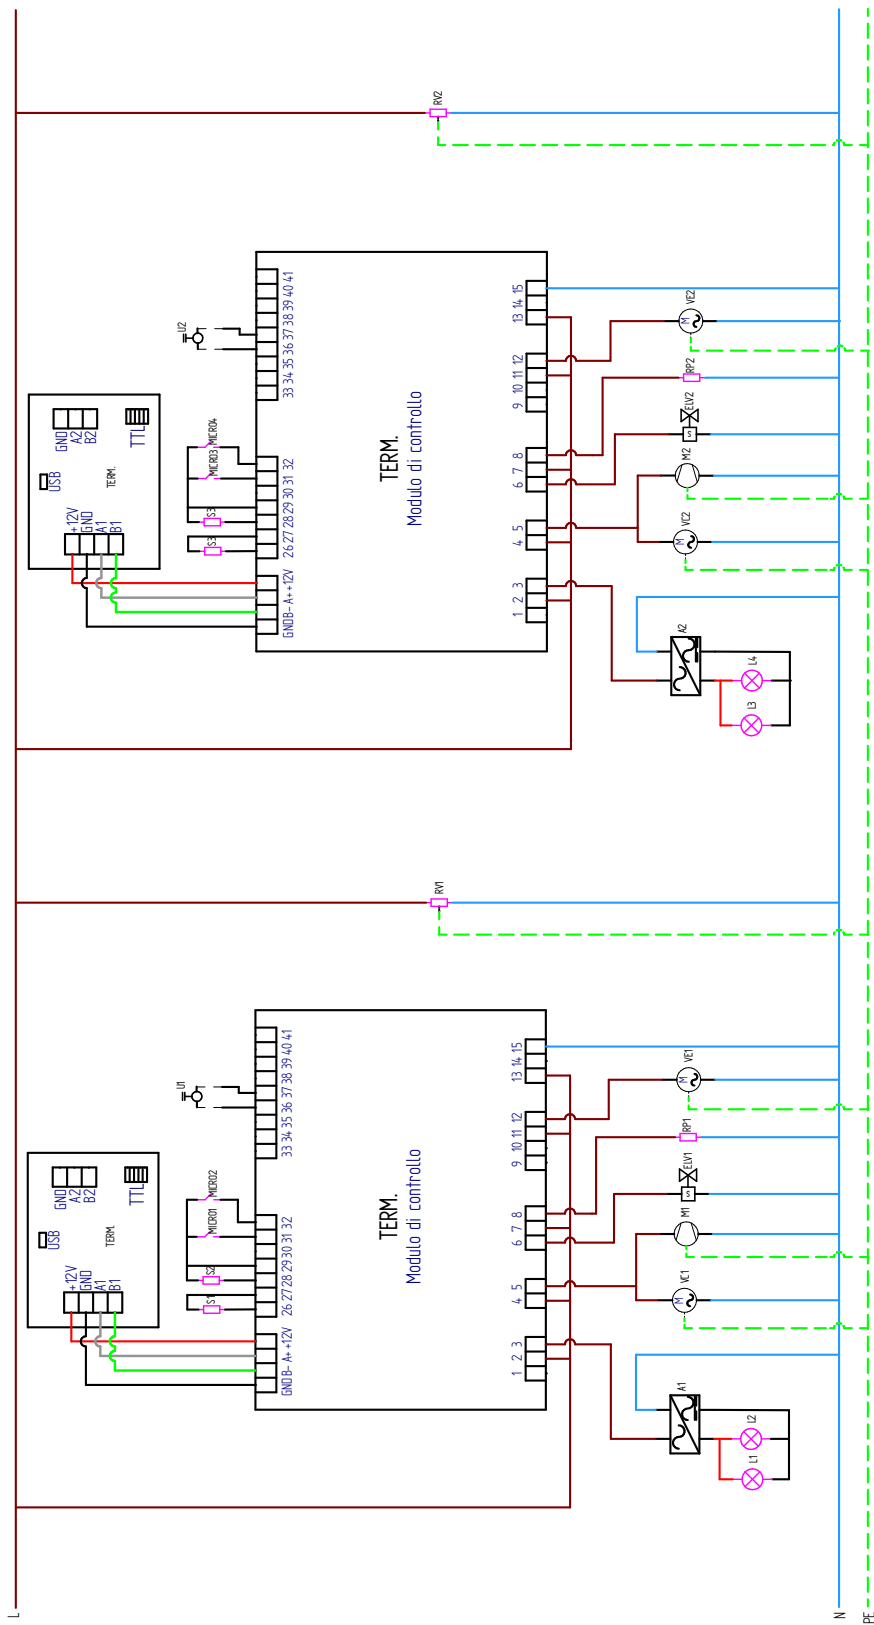 L
N
PE
+12V
GND
A1
B1
USB
GND
A2
B2
TTL
TERM.
GND B- A+ +12V
26 27 28 29 30 31 32
33 34 35 36 37 38 39 40 41
S1
S2
MICRO1
MICRO2
U1
TERM.
Modulo di controllo
1 2 3
4 5
6 7 8
9 10 11 12
13 14 15
A1
L1
L2
M
VC1
M1
S
ELV1
RP1
M
VE1
RV1
+12V
GND
A1
B1
USB
GND
A2
B2
TTL
TERM.
GND B- A+ +12V
26 27 28 29 30 31 32
33 34 35 36 37 38 39 40 41
S3
S3
MICRO3
MICRO4
U2
TERM.
Modulo di controllo
1 2 3
4 5
6 7 8
9 10 11 12
13 14 15
A2
L3
L4
M
VC2
M2
S
ELV2
RP2
M
VE2
RV2